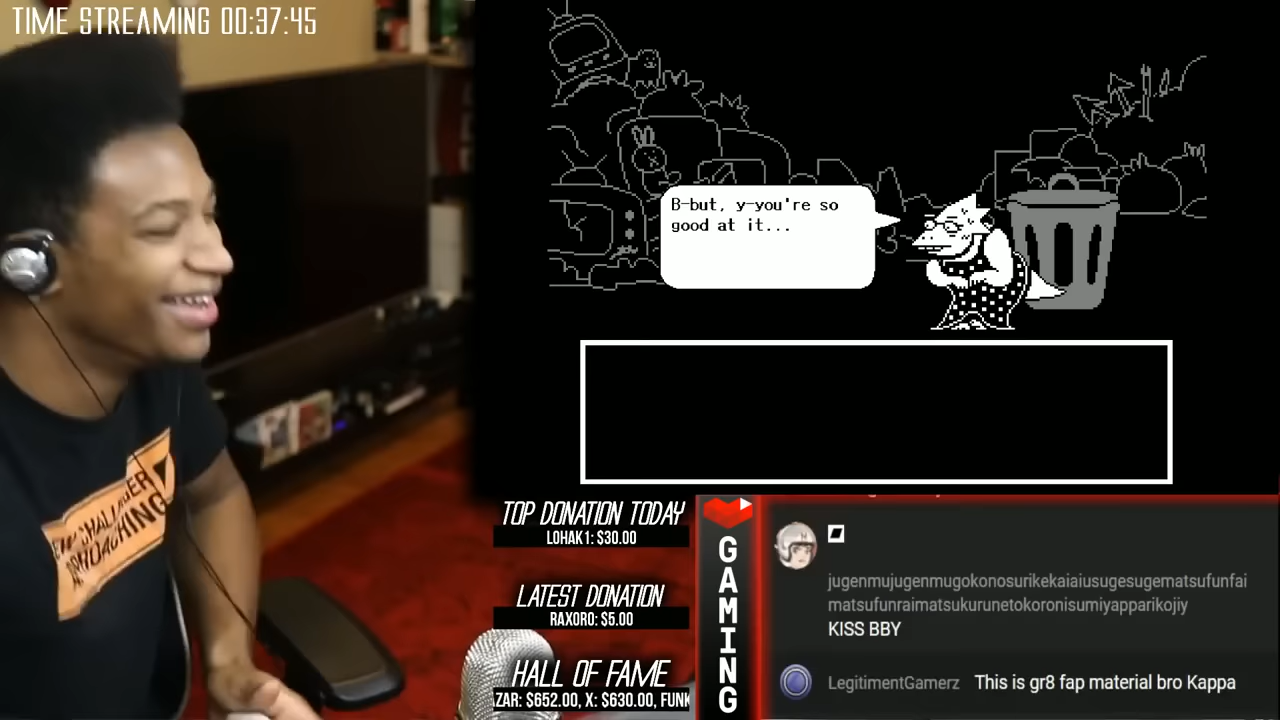 TIME STREAMING 00:37:45
B-but, y-you're so
good at it...
CHALLENGER
APPROACHING
TOP DONATION TODAY
LOHAK1: $30.00
LATEST DONATION
RAXORO: $5.00
HALL OF FAME
ZAR: $652.00, X: $630.00, FUNK
GAMING
jugenmujugenmugokonosurikekaiaiusugesugematsufunfai
matsufunraimatsukurunetokoronisumiyapparikojiy
KISS BBY
LegitimentGamerz This is gr8 fap material bro Kappa